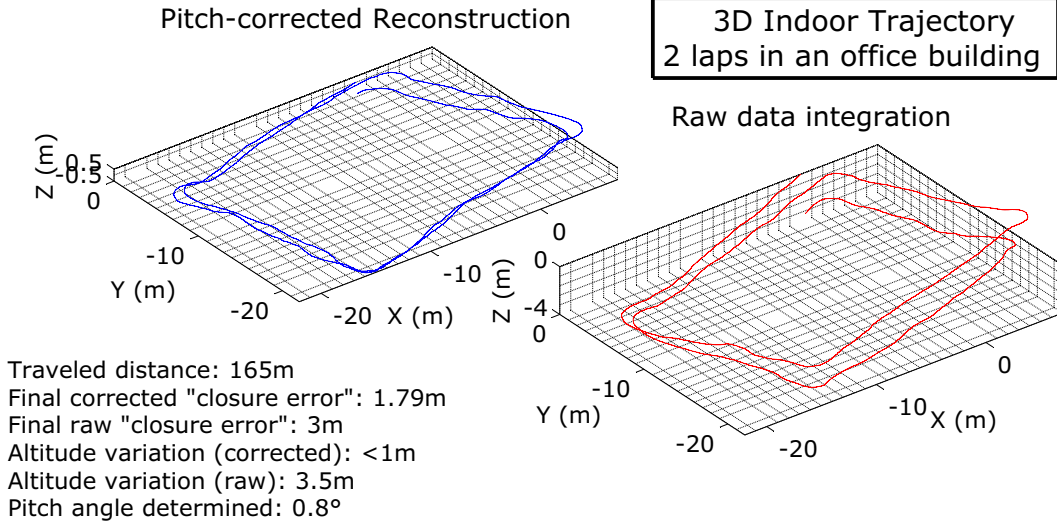 Pitch-corrected Reconstruction
3D Indoor Trajectory
2 laps in an office building
Raw data integration
Z (m)
0.5
-0.5
0
-10
-20
Y (m)
-20
X (m)
-10
0
Z (m)
0
-4
0
-10
-20
Y (m)
-20
-10
X (m)
0
Traveled distance: 165m
Final corrected "closure error": 1.79m
Final raw "closure error": 3m
Altitude variation (corrected): <1m
Altitude variation (raw): 3.5m
Pitch angle determined: 0.8°